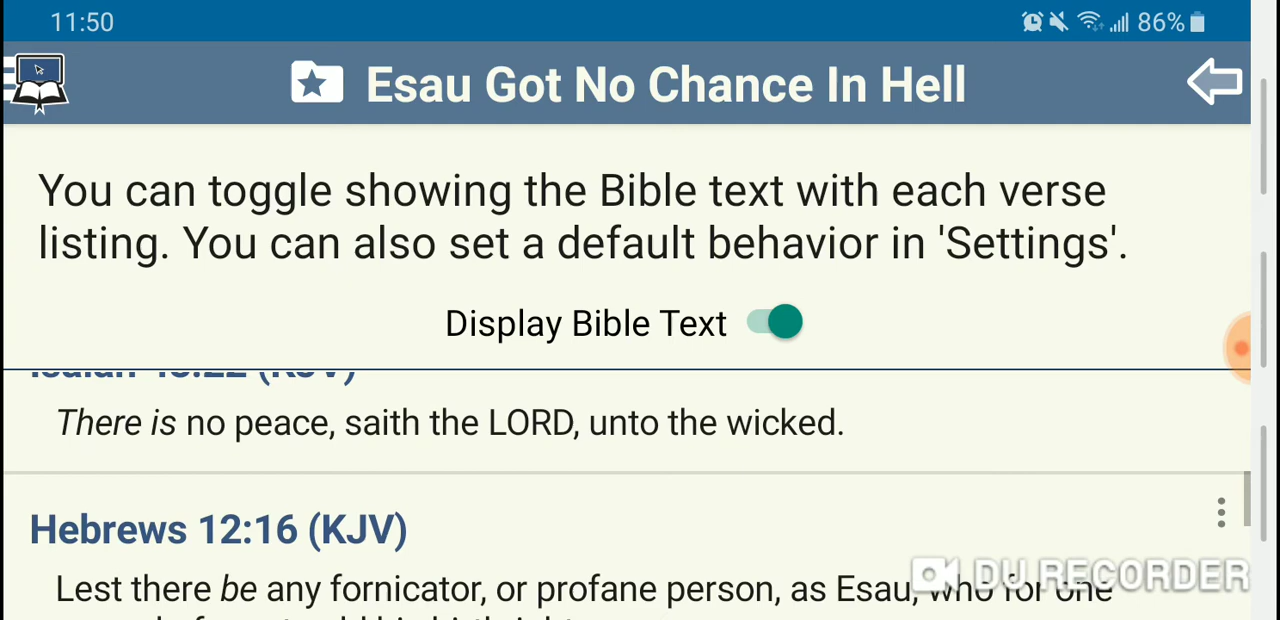 11:50
86%
Esau Got No Chance In Hell
You can toggle showing the Bible text with each verse
listing. You can also set a default behavior in 'Settings'.
Display Bible Text
There is no peace, saith the LORD, unto the wicked.
Hebrews 12:16 (KJV)
Lest there be any fornicator, or profane person, as Esau, who for one
DU RECORDER